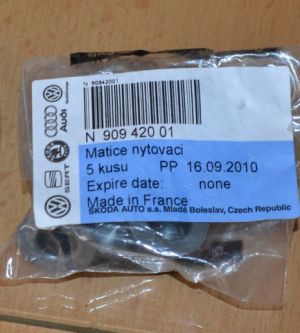 N 90942001
N 909 420 01
Matice nytovaci
5 kusu PP 16.09.2010
Expire date: none
Made in France
ŠKODA AUTO a.s. Mladá Boleslav, Czech Republic
Audi
SEAT